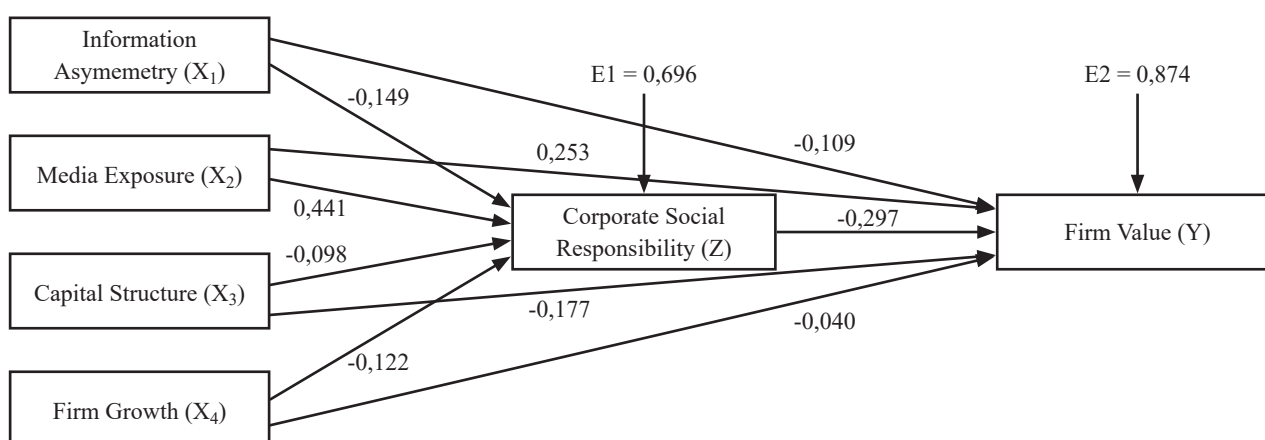 Information
Asymemetry (X₁)
E1 = 0,696
E2 = 0,874
-0,149
-0,109
Media Exposure (X₂)
0,253
0,441
Corporate Social
Responsibility (Z)
-0,297
Firm Value (Y)
-0,098
Capital Structure (X₃)
-0,177
-0,040
-0,122
Firm Growth (X₄)